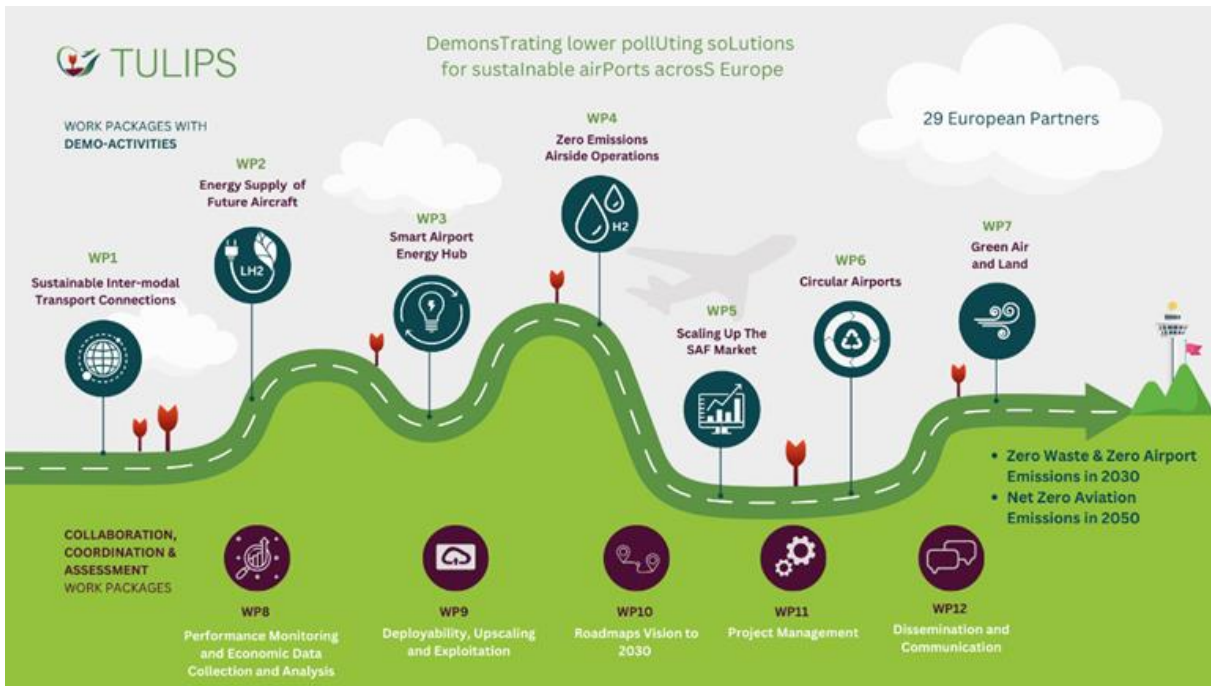 TULIPS
DemonsTrating lower pollUting soLutions
for sustaInable airPorts acrosS Europe
29 European Partners
WORK PACKAGES WITH
DEMO-ACTIVITIES
WP1
Sustainable Inter-modal
Transport Connections
WP2
Energy Supply of
Future Aircraft
LH2
WP3
Smart Airport
Energy Hub
WP4
Zero Emissions
Airside Operations
H2
WP5
Scaling Up The
SAF Market
WP6
Circular Airports
WP7
Green Air
and Land
• Zero Waste & Zero Airport
Emissions in 2030
• Net Zero Aviation
Emissions in 2050
COLLABORATION,
COORDINATION &
ASSESSMENT
WORK PACKAGES
WP8
Performance Monitoring
and Economic Data
Collection and Analysis
WP9
Deployability, Upscaling
and Exploitation
WP10
Roadmaps Vision to
2030
WP11
Project Management
WP12
Dissemination and
Communication